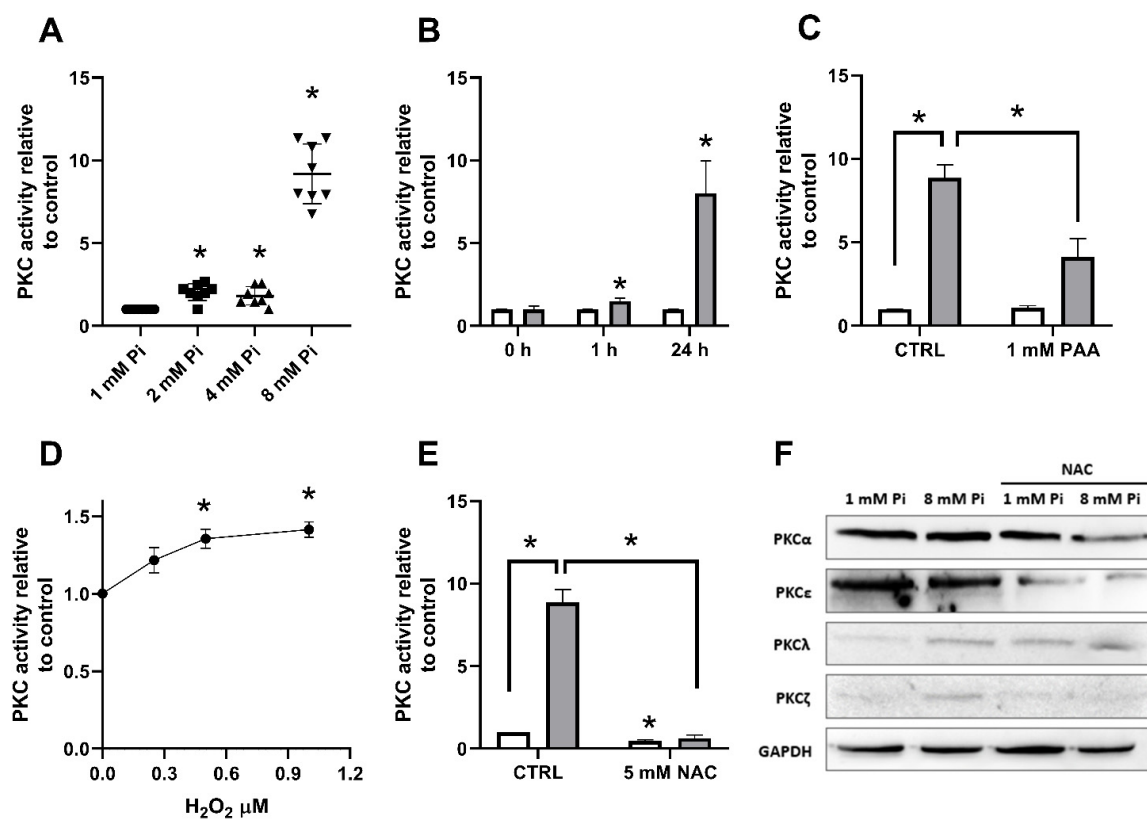 A
PKC activity relative
to control
15
10
5
0
*
*
*
1 mM Pi
2 mM Pi
4 mM Pi
8 mM Pi
B
PKC activity relative
to control
15
10
5
0
*
*
0 h
1 h
24 h
C
PKC activity relative
to control
15
10
5
0
*
*
CTRL
1 mM PAA
D
PKC activity relative
to control
1.5
1.0
0.5
0.0
*
*
0.0
0.3
0.6
0.9
1.2
H₂O₂ μM
E
PKC activity relative
to control
15
10
5
0
*
*
*
CTRL
5 mM NAC
F
NAC
1 mM Pi 8 mM Pi 1 mM Pi 8 mM Pi
PKCα
PKCε
PKCλ
PKCζ
GAPDH